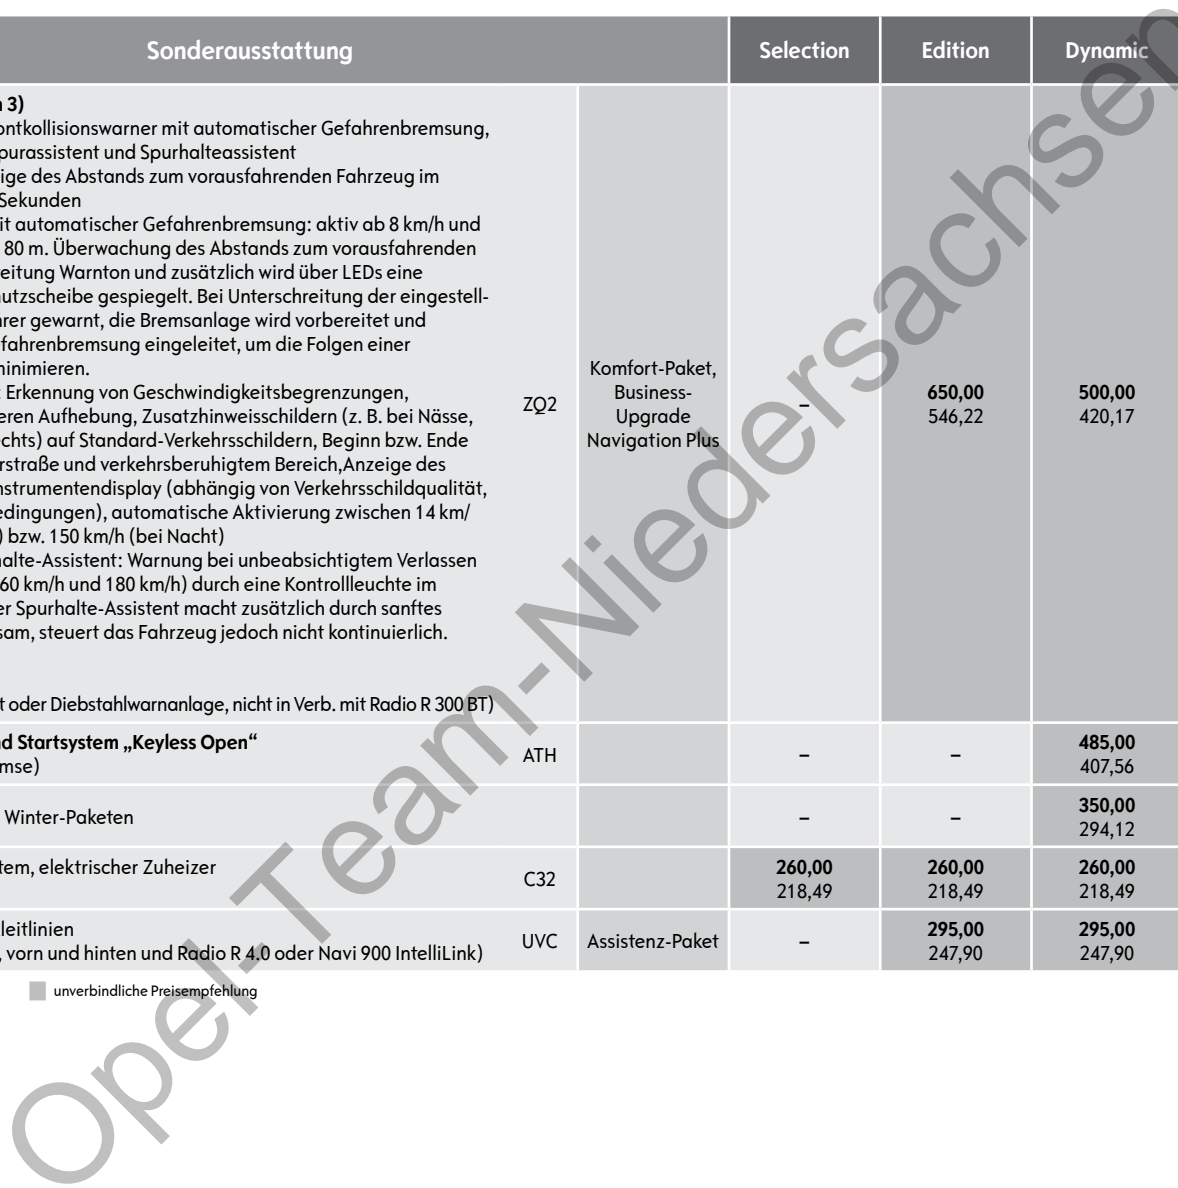 Sonderausstattung Selection Edition Dynamic
3)
ontkollisionswarner mit automatischer Gefahrenbremsung,
purassistent und Spurhalteassistent
ige des Abstands zum vorausfahrenden Fahrzeug im
Sekunden
it automatischer Gefahrenbremsung: aktiv ab 8 km/h und
80 m. Überwachung des Abstands zum vorausfahrenden
eitung Warnton und zusätzlich wird über LEDs eine
utzscheibe gespiegelt. Bei Unterschreitung der eingestell-
rer gewarnt, die Bremsanlage wird vorbereitet und
fahrenbremsung eingeleitet, um die Folgen einer
minimieren.
: Erkennung von Geschwindigkeitsbegrenzungen,
eren Aufhebung, Zusatzhinweisschildern (z. B. bei Nässe,
echts) auf Standard-Verkehrsschildern, Beginn bzw. Ende
rstraße und verkehrsberuhigtem Bereich,Anzeige des
nstrumentendisplay (abhängig von Verkehrsschildqualität,
edingungen), automatische Aktivierung zwischen 14 km/
) bzw. 150 km/h (bei Nacht)
halte-Assistent: Warnung bei unbeabsichtigtem Verlassen
60 km/h und 180 km/h) durch eine Kontrollleuchte im
er Spurhalte-Assistent macht zusätzlich durch sanftes
sam, steuert das Fahrzeug jedoch nicht kontinuierlich.
t oder Diebstahlwarnanlage, nicht in Verb. mit Radio R 300 BT)
ZQ2
Komfort-Paket,
Business-
Upgrade
Navigation Plus
–
650,00
546,22
500,00
420,17
d Startsystem „Keyless Open“
mse)
ATH
–
–
485,00
407,56
Winter-Paketen
–
–
350,00
294,12
tem, elektrischer Zuheizer
C32
260,00
218,49
260,00
218,49
260,00
218,49
leitlinien
, vorn und hinten und Radio R 4.0 oder Navi 900 IntelliLink)
UVC
Assistenz-Paket
–
295,00
247,90
295,00
247,90
unverbindliche Preisempfehlung
Opel-Team-Niedersachsen